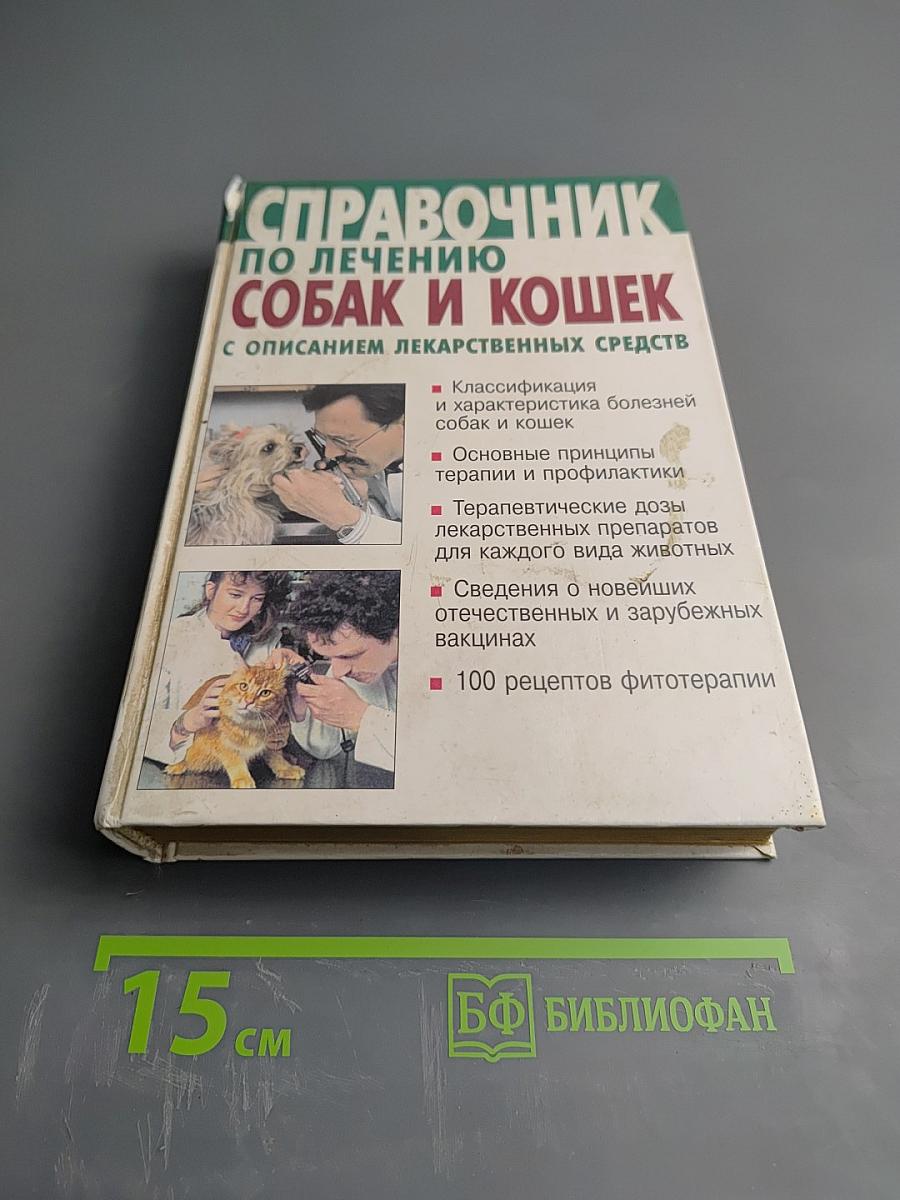 СПРАВОЧНИК
ПО ЛЕЧЕНИЮ
СОБАК И КОШЕК
С ОПИСАНИЕМ ЛЕКАРСТВЕННЫХ СРЕДСТВ
Классификация
и характеристика болезней
собак и кошек
Основные принципы
терапии и профилактики
Терапевтические дозы
лекарственных препаратов
для каждого вида животных
Сведения о новейших
отечественных и зарубежных
вакцинах
100 рецептов фитотерапии
15 см
БФ БИБЛИОФАН